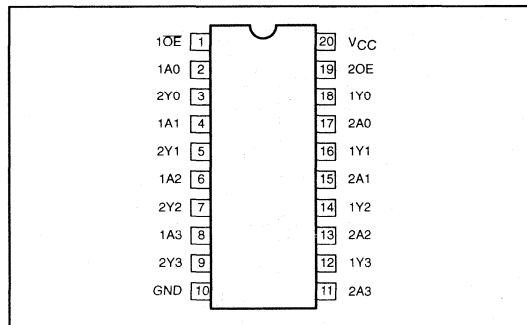 1O̅E̅ 1 20 VCC
1A0 2 19 2OE
2Y0 3 18 1Y0
1A1 4 17 2A0
2Y1 5 16 1Y1
1A2 6 15 2A1
2Y2 7 14 1Y2
1A3 8 13 2A2
2Y3 9 12 1Y3
GND 10 11 2A3